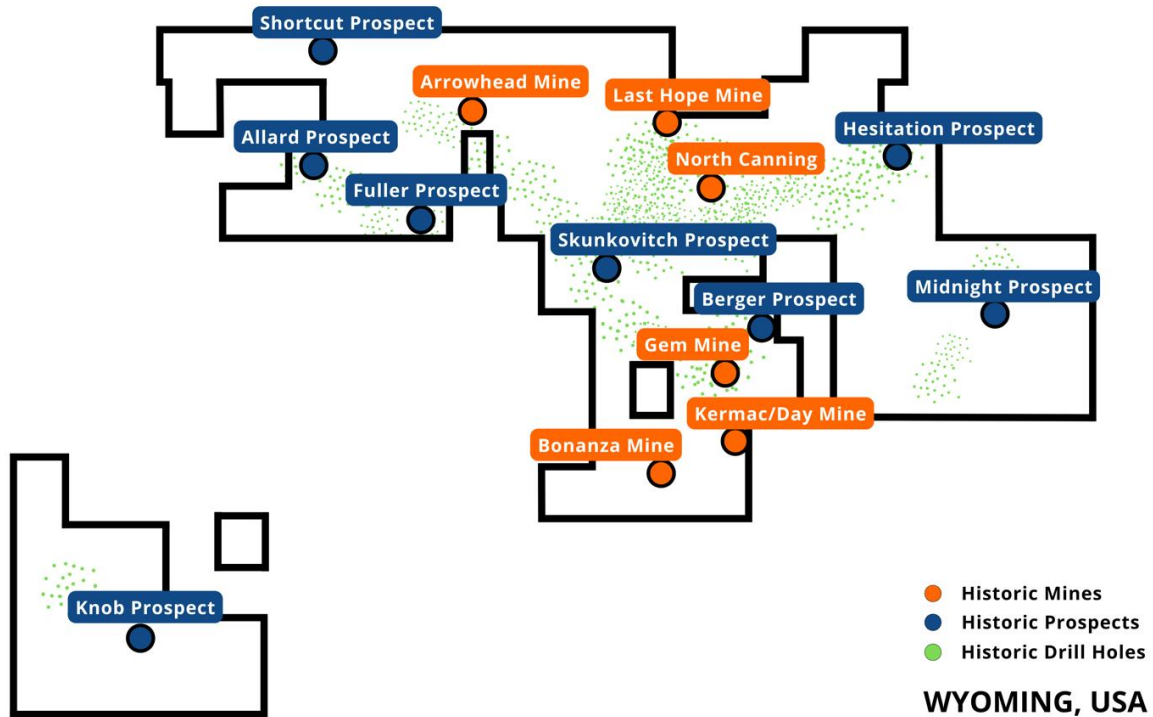 Shortcut Prospect
Arrowhead Mine
Last Hope Mine
Hesitation Prospect
Allard Prospect
North Canning
Fuller Prospect
Skunkovitch Prospect
Midnight Prospect
Berger Prospect
Gem Mine
Kermac/Day Mine
Bonanza Mine
Knob Prospect
Historic Mines
Historic Prospects
Historic Drill Holes
WYOMING, USA